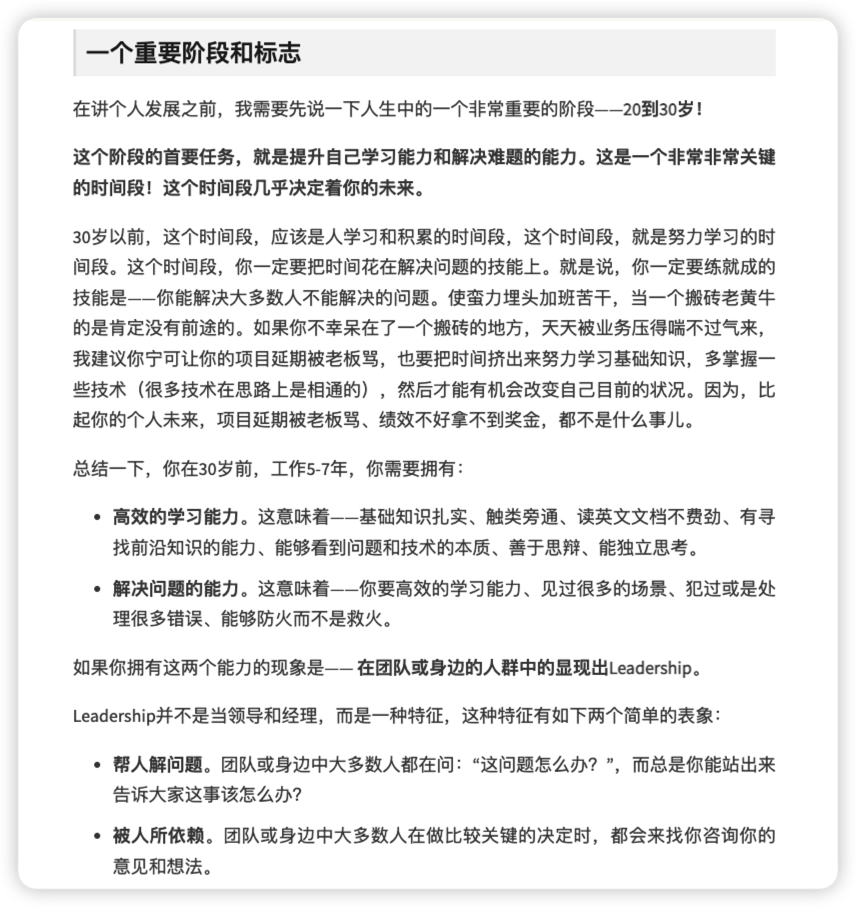 一个重要阶段和标志
在讲个人发展之前，我需要先说一下人生中的一个非常重要的阶段——20到30岁！
这个阶段的首要任务，就是提升自己学习能力和解决难题的能力。这是一个非常非常关键
的时间段！这个时间段几乎决定着你的未来。
30岁以前，这个时间段，应该是人学习和积累的时间段，这个时间段，就是努力学习的时
间段。这个时间段，你一定要把时间花在解决问题的技能上。就是说，你一定要练就成的
技能是——你能解决大多数人不能解决的问题。使蛮力埋头加班苦干，当一个搬砖老黄牛
的是肯定没有前途的。如果你不幸呆在了一个搬砖的地方，天天被业务压得喘不过气来，
我建议你宁可让你的项目延期被老板骂，也要把时间挤出来努力学习基础知识，多掌握一
些技术（很多技术在思路上是相通的），然后才能有机会改变自己目前的状况。因为，比
起你的个人未来，项目延期被老板骂、绩效不好拿不到奖金，都不是什么事儿。
总结一下，你在30岁前，工作5-7年，你需要拥有：
• 高效的学习能力。这意味着——基础知识扎实、触类旁通、读英文文档不费劲、有寻
找前沿知识的能力、能够看到问题和技术的本质、善于思辩、能独立思考。
• 解决问题的能力。这意味着——你要高效的学习能力、见过很多的场景、犯过或是处
理很多错误、能够防火而不是救火。
如果你拥有这两个能力的现象是—— 在团队或身边的人群中的显现出Leadership。
Leadership并不是当领导和经理，而是一种特征，这种特征有如下两个简单的表象：
• 帮人解问题。团队或身边中大多数人都在问：“这问题怎么办？”，而总是你能站出来
告诉大家这事该怎么办？
• 被人所依赖。团队或身边中大多数人在做比较关键的决定时，都会来找你咨询你的
意见和想法。